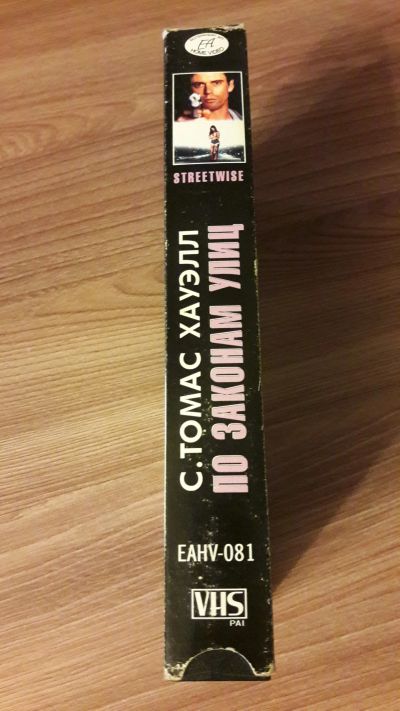 EA
HOME VIDEO
STREETWISE
С. ТОМАС ХАУЭЛЛ
ПО ЗАКОНАМ УЛИЦ
EAHV-081
VHS
PAL